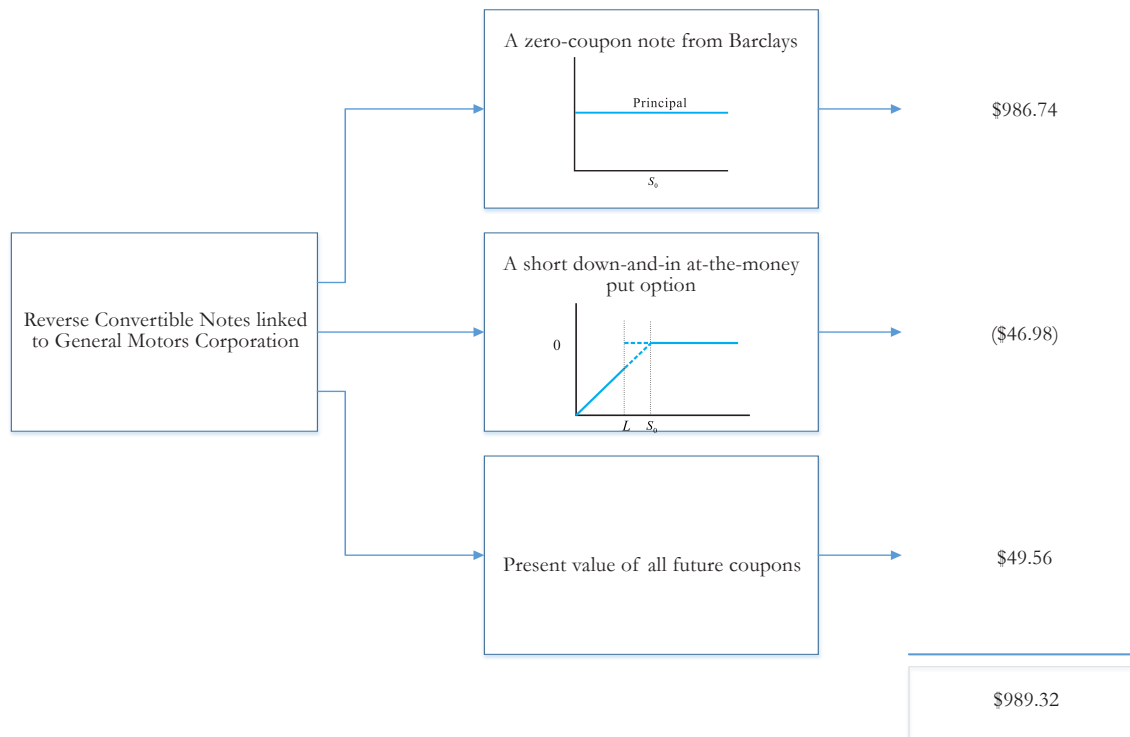 A zero-coupon note from Barclays
Principal
S₀
$986.74
Reverse Convertible Notes linked
to General Motors Corporation
A short down-and-in at-the-money
put option
0
L S₀
($46.98)
Present value of all future coupons
$49.56
$989.32